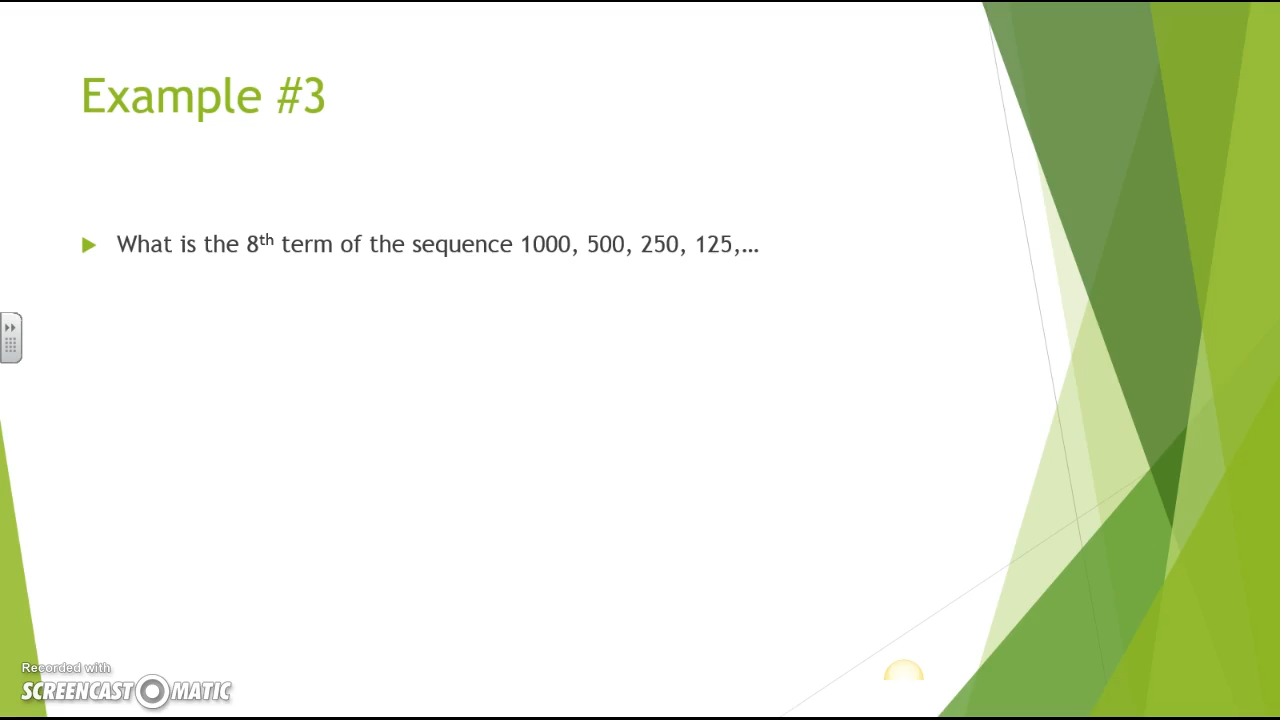 Example #3
What is the 8th term of the sequence 1000, 500, 250, 125,…
Recorded with
SCREENCAST-O-MATIC